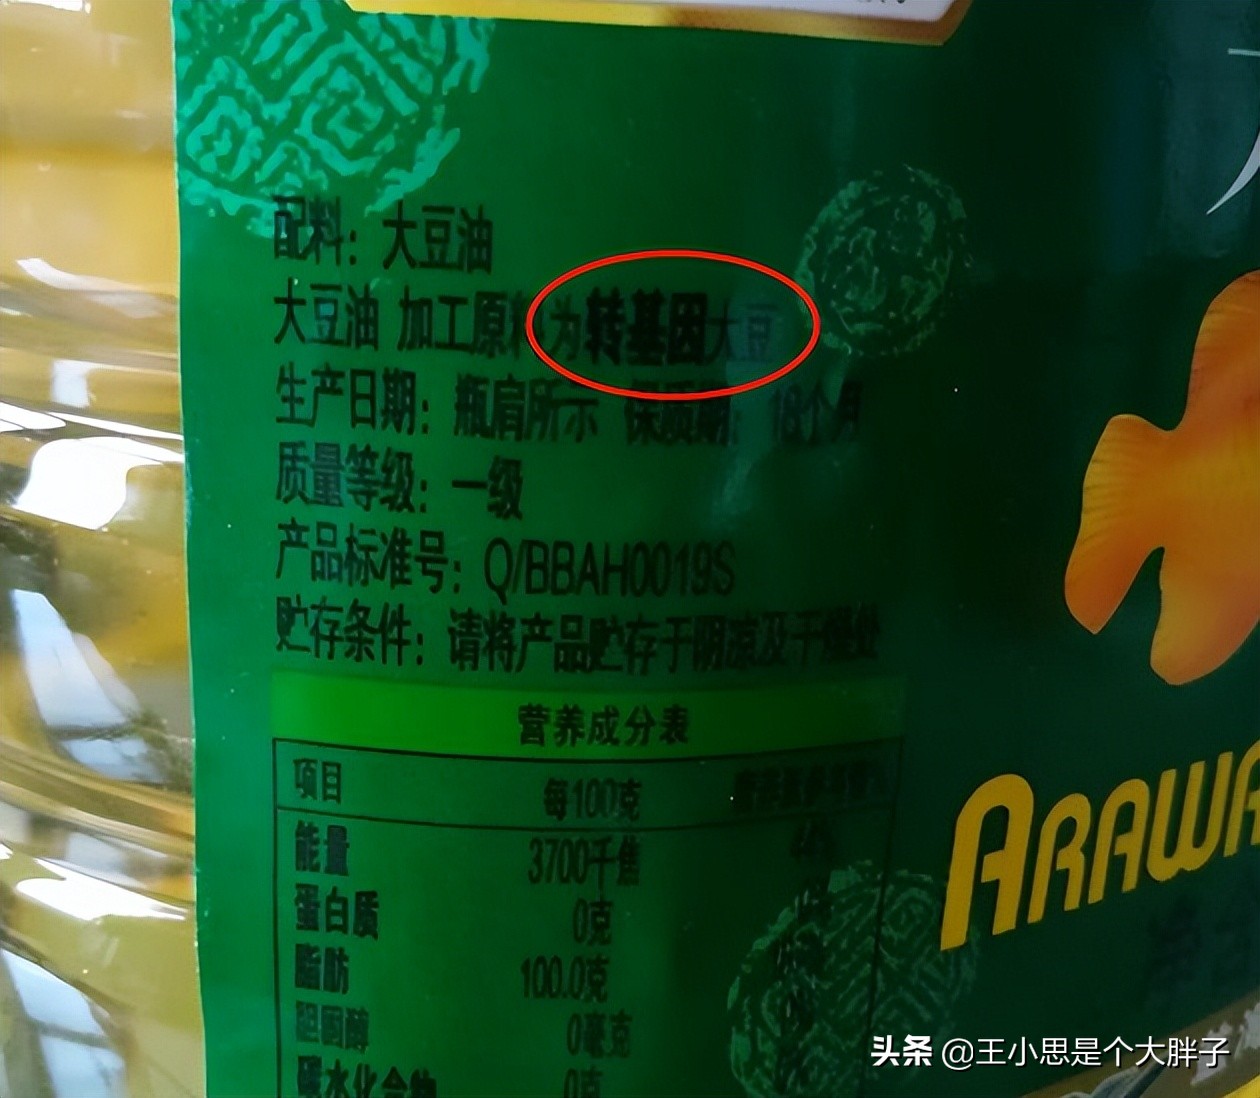 配料：大豆油
大豆油 加工原料为转基因大豆
生产日期：瓶肩所示 保质期：18个月
质量等级：一级
产品标准号：Q/BBAH0019S
贮存条件：请将产品贮存于阴凉及干燥处
营养成分表
项目 每100克
能量 3700千焦
蛋白质 0克
脂肪 100.0克
胆固醇 0毫克
碳水化合物 0克
ARAWA
头条 @王小思是个大胖子